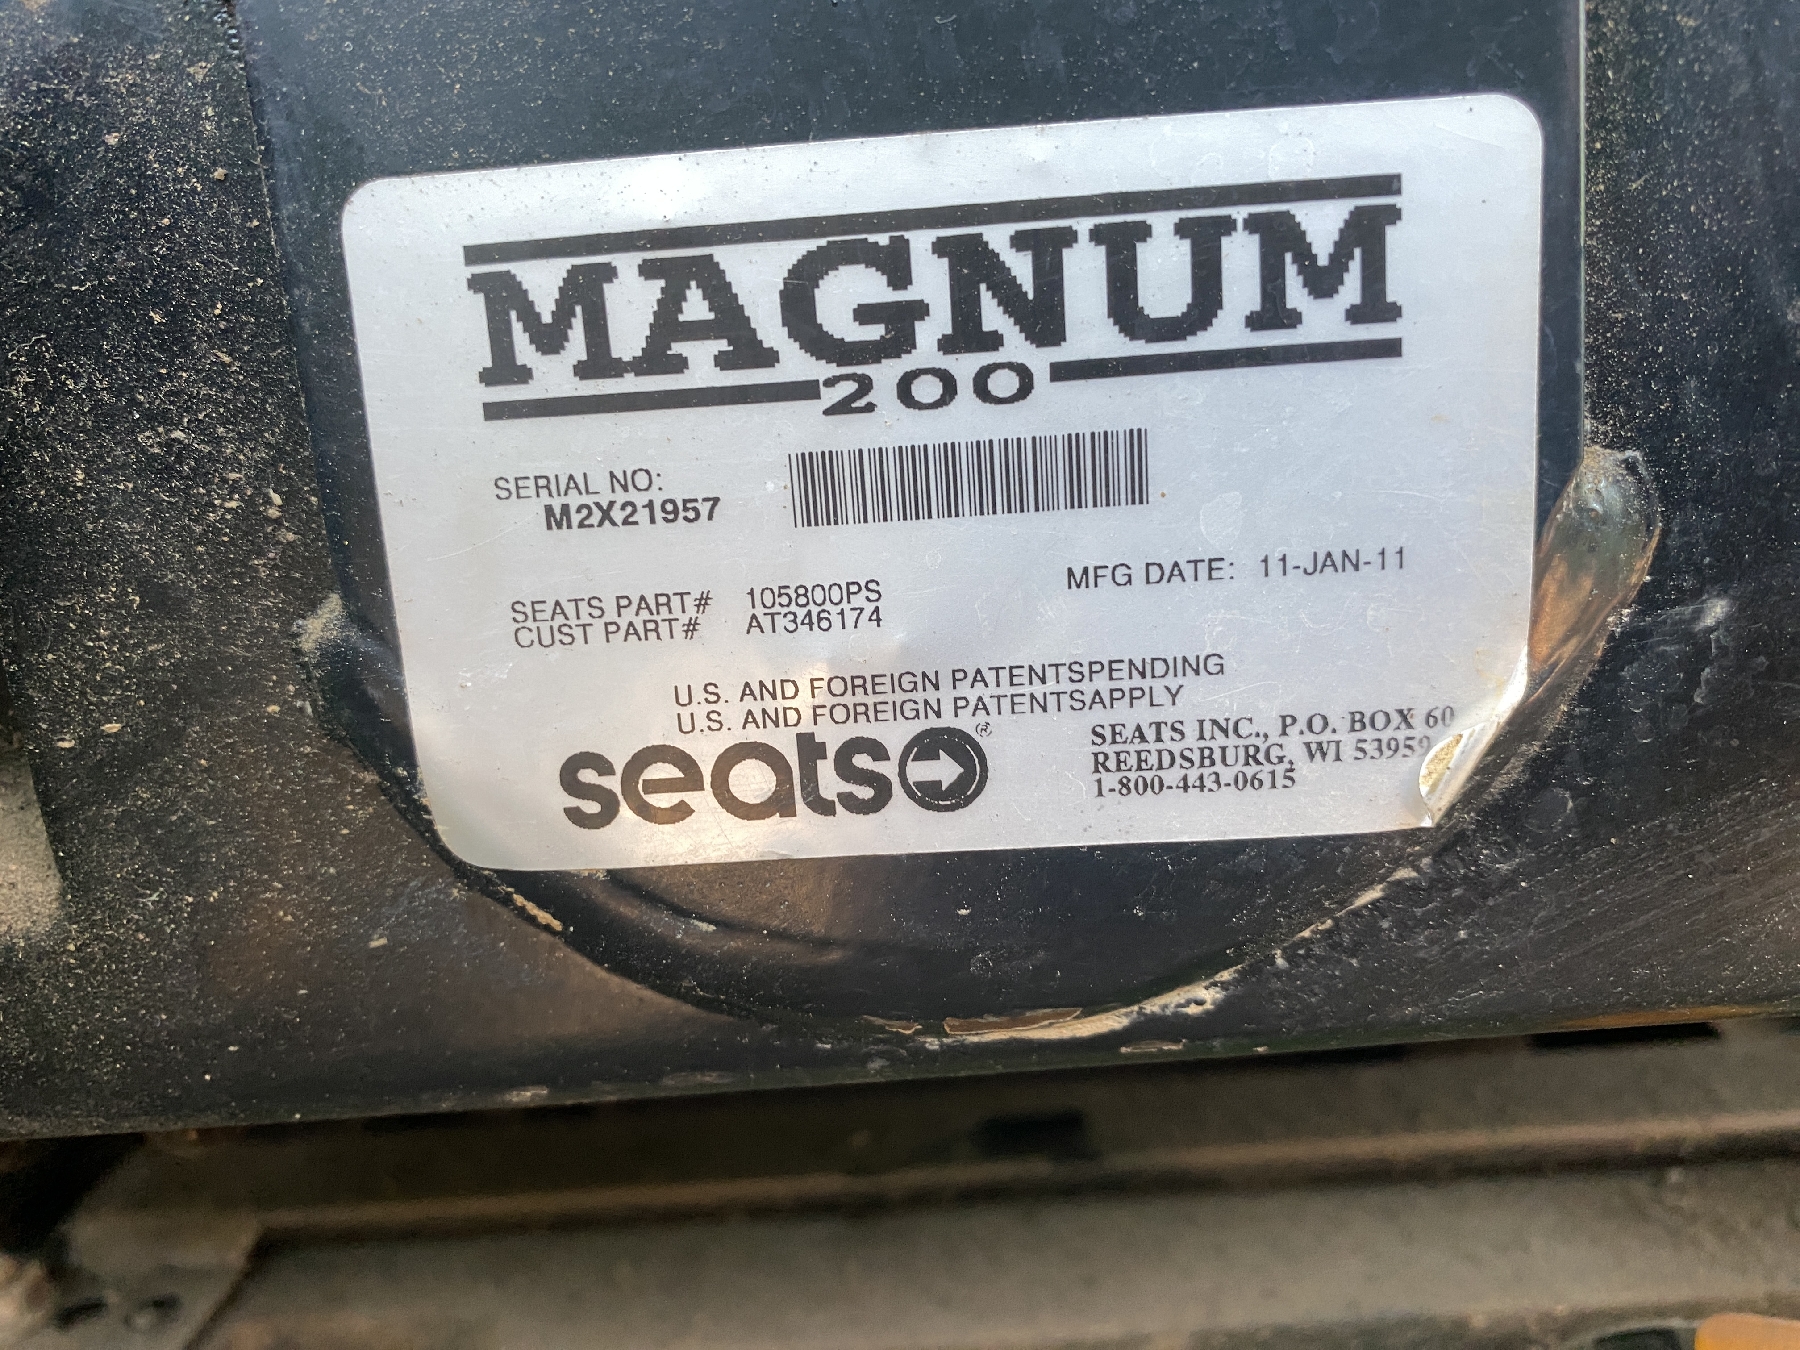 MAGNUM
200
SERIAL NO:
M2X21957
SEATS PART# 105800PS
CUST PART# AT346174
MFG DATE: 11-JAN-11
U.S. AND FOREIGN PATENTSPENDING
U.S. AND FOREIGN PATENTSAPPLY
seats®
SEATS INC., P.O. BOX 60
REEDSBURG, WI 53959
1-800-443-0615